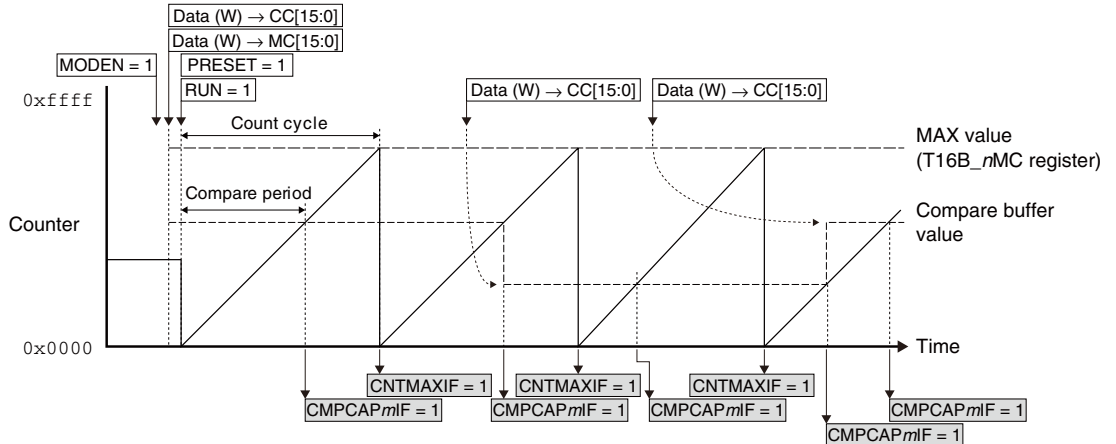 Data (W) → CC[15:0]
Data (W) → MC[15:0]
MODEN = 1
PRESET = 1
RUN = 1
Data (W) → CC[15:0]
Data (W) → CC[15:0]
0xffff
Count cycle
MAX value
(T16B_nMC register)
Compare period
Counter
Compare buffer
value
0x0000
Time
CNTMAXIF = 1
CNTMAXIF = 1
CNTMAXIF = 1
CMPCAPmIF = 1
CMPCAPmIF = 1
CMPCAPmIF = 1
CMPCAPmIF = 1
CMPCAPmIF = 1